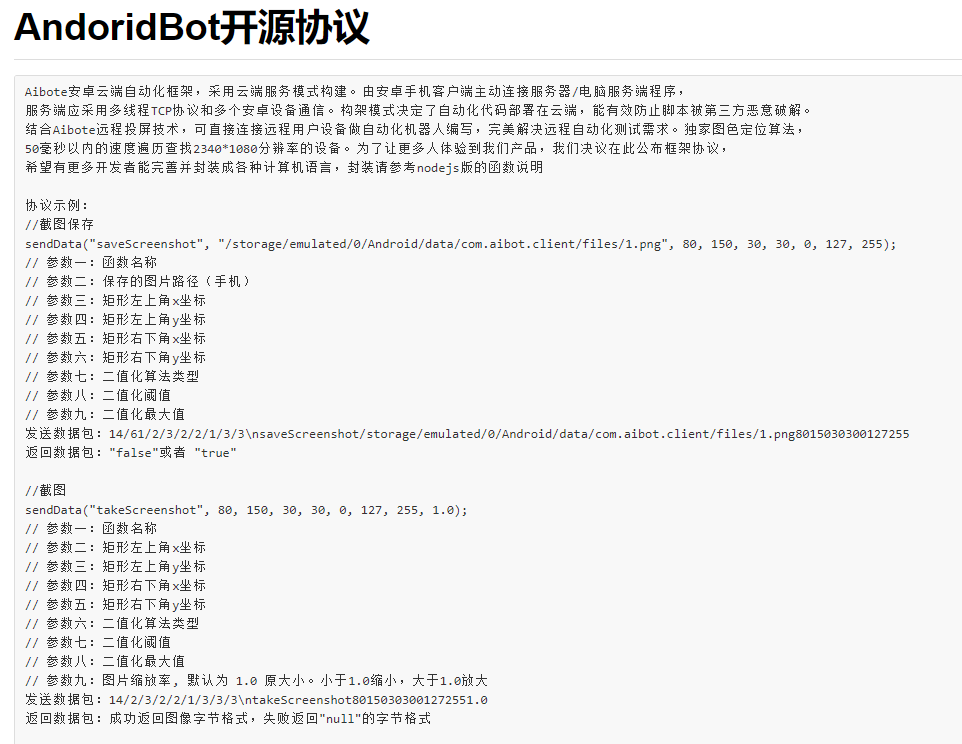 AndoridBot开源协议
Aibote安卓云端自动化框架，采用云端服务模式构建。由安卓手机客户端主动连接服务器/电脑服务端程序，
服务端应采用多线程TCP协议和多个安卓设备通信。构架模式决定了自动化代码部署在云端，能有效防止脚本被第三方恶意破解。
结合Aibote远程投屏技术，可直接连接远程用户设备做自动化机器人编写，完美解决远程自动化测试需求。独家图色定位算法，
50毫秒以内的速度遍历查找2340*1080分辨率的设备。为了让更多人体验到我们产品，我们决议在此公布框架协议，
希望有更多开发者能完善并封装成各种计算机语言，封装请参考nodejs版的函数说明
协议示例：
//截图保存
sendData("saveScreenshot", "/storage/emulated/0/Android/data/com.aibot.client/files/1.png", 80, 150, 30, 30, 0, 127, 255);
// 参数一：函数名称
// 参数二：保存的图片路径（手机）
// 参数三：矩形左上角x坐标
// 参数四：矩形左上角y坐标
// 参数五：矩形右下角x坐标
// 参数六：矩形右下角y坐标
// 参数七：二值化算法类型
// 参数八：二值化阈值
// 参数九：二值化最大值
发送数据包：14/61/2/3/2/2/1/3/3\nsaveScreenshot/storage/emulated/0/Android/data/com.aibot.client/files/1.png8015030300127255
返回数据包："false"或者 "true"
//截图
sendData("takeScreenshot", 80, 150, 30, 30, 0, 127, 255, 1.0);
// 参数一：函数名称
// 参数二：矩形左上角x坐标
// 参数三：矩形左上角y坐标
// 参数四：矩形右下角x坐标
// 参数五：矩形右下角y坐标
// 参数六：二值化算法类型
// 参数七：二值化阈值
// 参数八：二值化最大值
// 参数九：图片缩放率, 默认为 1.0 原大小。小于1.0缩小，大于1.0放大
发送数据包：14/2/3/2/2/1/3/3/3\ntakeScreenshot80150303001272551.0
返回数据包：成功返回图像字节格式，失败返回"null"的字节格式